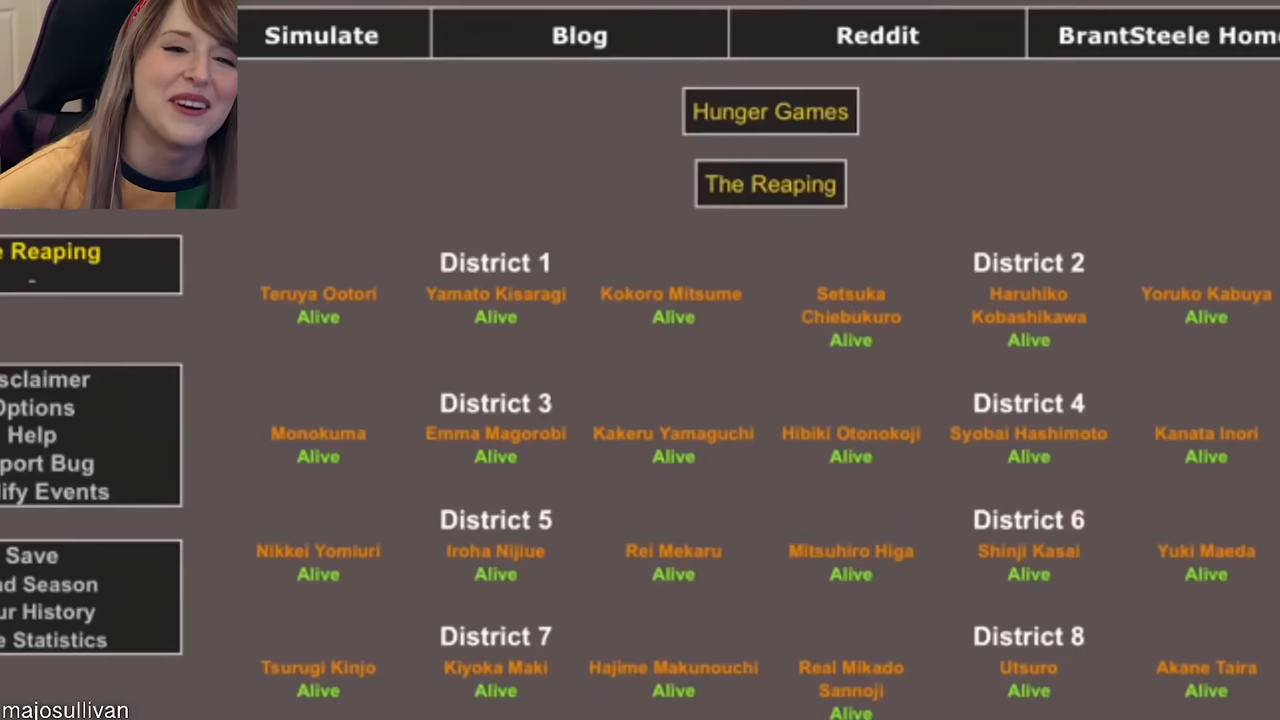 Simulate Blog Reddit BrantSteele Home
Hunger Games
The Reaping
e Reaping
-
sclaimer
Options
Help
port Bug
lify Events
Save
ad Season
ur History
e Statistics
District 1 District 2
Teruya Ootori Yamato Kisaragi Kokoro Mitsume Setsuka Haruhiko Yoruko Kabuya
Chiebukuro Kobashikawa
Alive Alive Alive Alive Alive Alive
District 3 District 4
Monokuma Emma Magorobi Kakeru Yamaguchi Hibiki Otonokoji Syobai Hashimoto Kanata Inori
Alive Alive Alive Alive Alive Alive
District 5 District 6
Nikkei Yomiuri Iroha Nijiue Rei Mekaru Mitsuhiro Higa Shinji Kasai Yuki Maeda
Alive Alive Alive Alive Alive Alive
District 7 District 8
Tsurugi Kinjo Kiyoka Maki Hajime Makunouchi Real Mikado Utsuro Akane Taira
Sannoji
Alive Alive Alive Alive Alive Alive
majosullivan